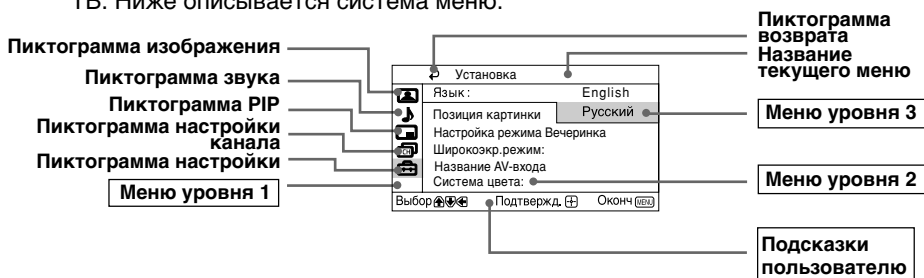 ТВ. Ниже описывается система меню.
Пиктограмма изображения
Пиктограмма звука
Пиктограмма PIP
Пиктограмма настройки
канала
Пиктограмма настройки
Меню уровня 1
Установка
Язык:
English
Русский
Позиция картинки
Настройка режима Вечеринка
Широкоэкр.режим:
Название AV-входа
Система цвета:
Выбор
Подтвержд.
Оконч MENU
Пиктограмма
возврата
Название
текущего меню
Меню уровня 3
Меню уровня 2
Подсказки
пользователю